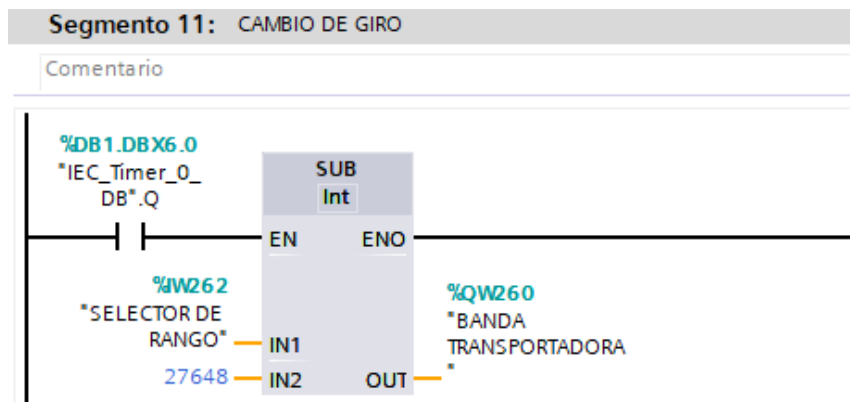 Segmento 11: CAMBIO DE GIRO
Comentario
%DB1.DBX6.0
"IEC_Timer_0_
DB".Q
SUB
Int
EN ENO
%IW262
"SELECTOR DE
RANGO"
IN1
27648
IN2
OUT
%QW260
"BANDA
TRANSPORTADORA
"